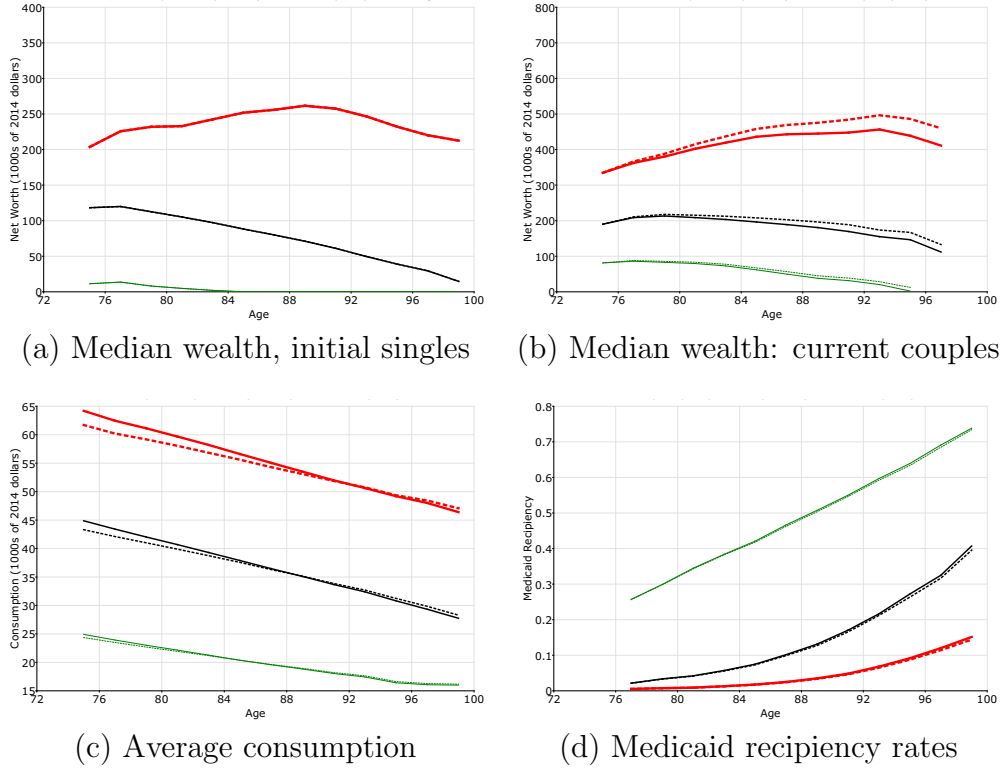 400
350
300
250
200
150
100
50
0
Net Worth (1000s of 2014 dollars)
72 76 80 84 88 92 96 100
Age
(a) Median wealth, initial singles
800
700
600
500
400
300
200
100
0
Net Worth (1000s of 2014 dollars)
72 76 80 84 88 92 96 100
Age
(b) Median wealth: current couples
65
60
55
50
45
40
35
30
25
20
15
Consumption (1000s of 2014 dollars)
72 76 80 84 88 92 96 100
Age
(c) Average consumption
0.8
0.7
0.6
0.5
0.4
0.3
0.2
0.1
0
Medicaid Recipiency
72 76 80 84 88 92 96 100
Age
(d) Medicaid recipiency rates